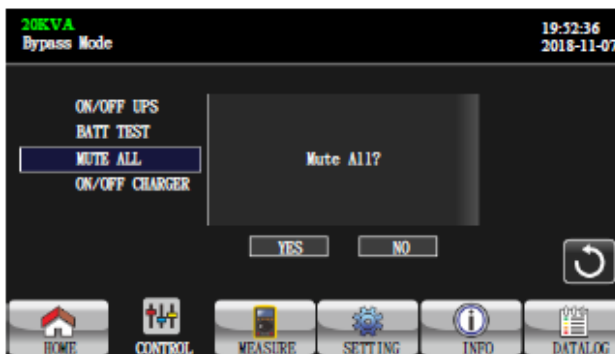 20KVA
Bypass Mode
19:52:36
2018-11-07
ON/OFF UPS
BATT TEST
MUTE ALL
ON/OFF CHARGER
Mute All?
YES NO
HOME CONTROL MEASURE SETTING INFO DATALOG